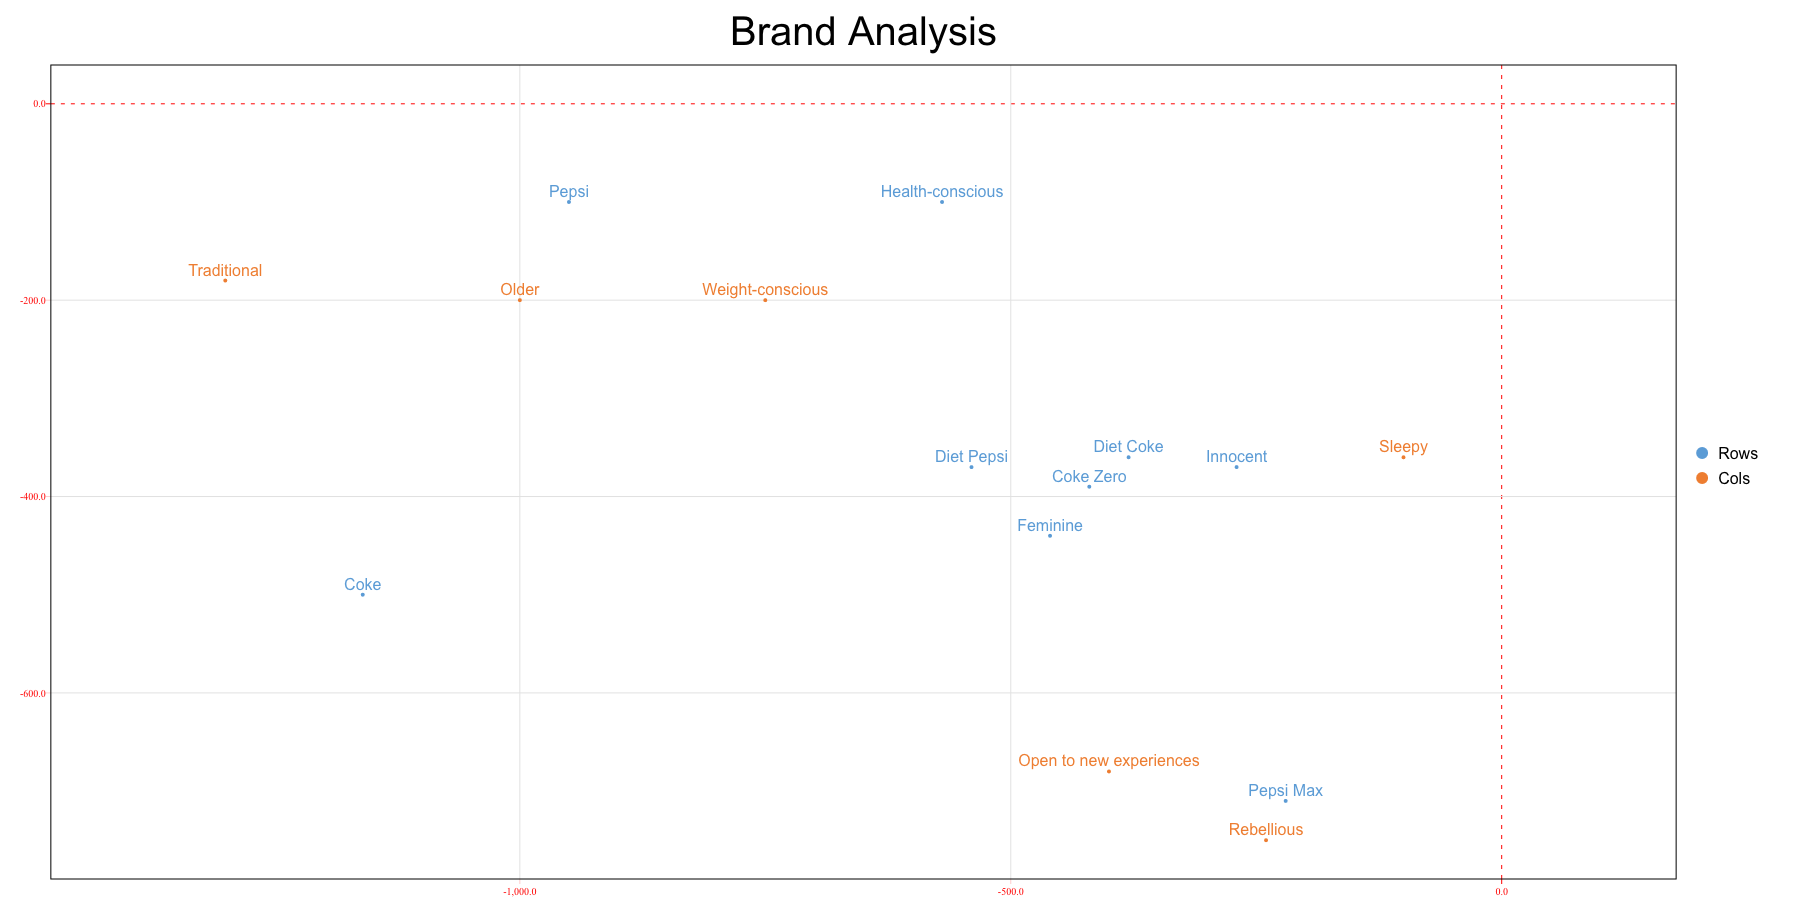 Brand Analysis
0.0
Pepsi
Health-conscious
Traditional
Older
Weight-conscious
-200.0
Diet Pepsi
Diet Coke
Innocent
Sleepy
Coke Zero
Rows
Cols
-400.0
Feminine
Coke
-600.0
Open to new experiences
Pepsi Max
Rebellious
-1,000.0
-500.0
0.0